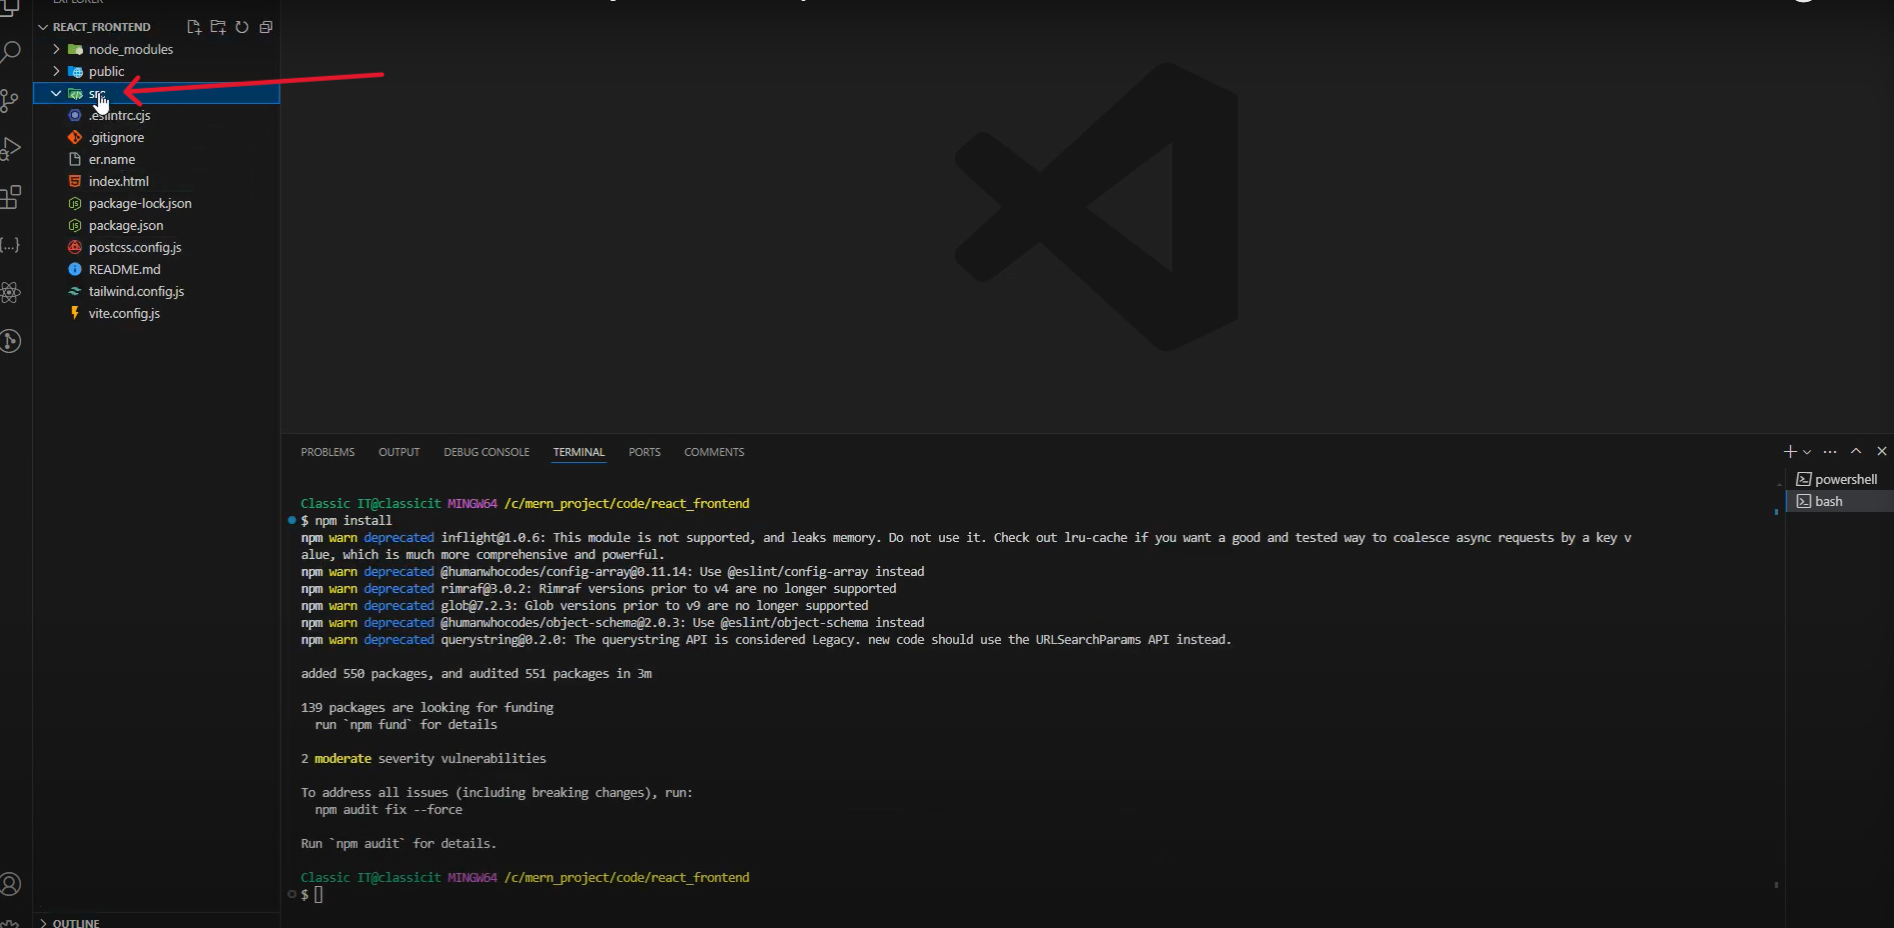 EXPLORER
REACT_FRONTEND
node_modules
public
src
.eslintrc.cjs
.gitignore
er.name
index.html
package-lock.json
package.json
postcss.config.js
README.md
tailwind.config.js
vite.config.js
OUTLINE
PROBLEMS OUTPUT DEBUG CONSOLE TERMINAL PORTS COMMENTS
powershell
bash
Classic IT@classicit MINGW64 /c/mern_project/code/react_frontend
$ npm install
npm warn deprecated inflight@1.0.6: This module is not supported, and leaks memory. Do not use it. Check out lru-cache if you want a good and tested way to coalesce async requests by a key v
alue, which is much more comprehensive and powerful.
npm warn deprecated @humanwhocodes/config-array@0.11.14: Use @eslint/config-array instead
npm warn deprecated rimraf@3.0.2: Rimraf versions prior to v4 are no longer supported
npm warn deprecated glob@7.2.3: Glob versions prior to v9 are no longer supported
npm warn deprecated @humanwhocodes/object-schema@2.0.3: Use @eslint/object-schema instead
npm warn deprecated querystring@0.2.0: The querystring API is considered Legacy. new code should use the URLSearchParams API instead.
added 550 packages, and audited 551 packages in 3m
139 packages are looking for funding
run `npm fund` for details
2 moderate severity vulnerabilities
To address all issues (including breaking changes), run:
npm audit fix --force
Run `npm audit` for details.
Classic IT@classicit MINGW64 /c/mern_project/code/react_frontend
$